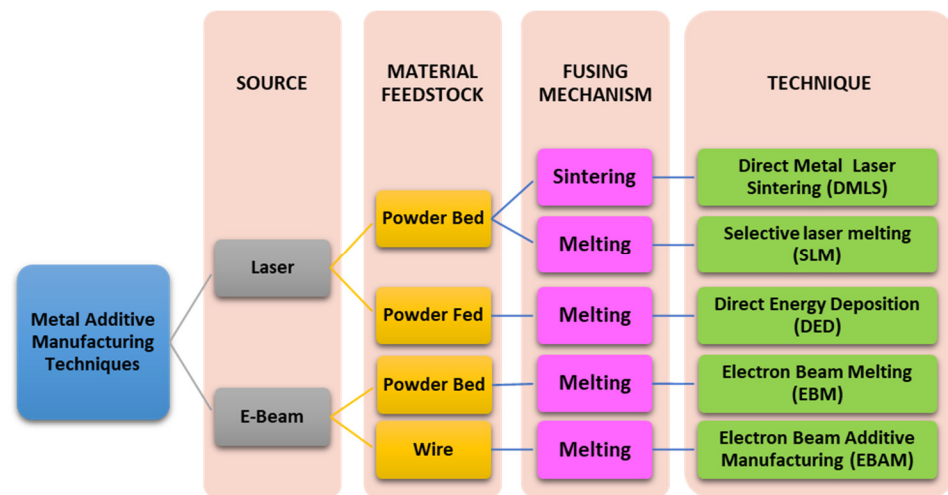 SOURCE
MATERIAL
FEEDSTOCK
FUSING
MECHANISM
TECHNIQUE
Metal Additive
Manufacturing
Techniques
Laser
E-Beam
Powder Bed
Powder Fed
Powder Bed
Wire
Sintering
Melting
Melting
Melting
Melting
Direct Metal Laser
Sintering (DMLS)
Selective laser melting
(SLM)
Direct Energy Deposition
(DED)
Electron Beam Melting
(EBM)
Electron Beam Additive
Manufacturing (EBAM)